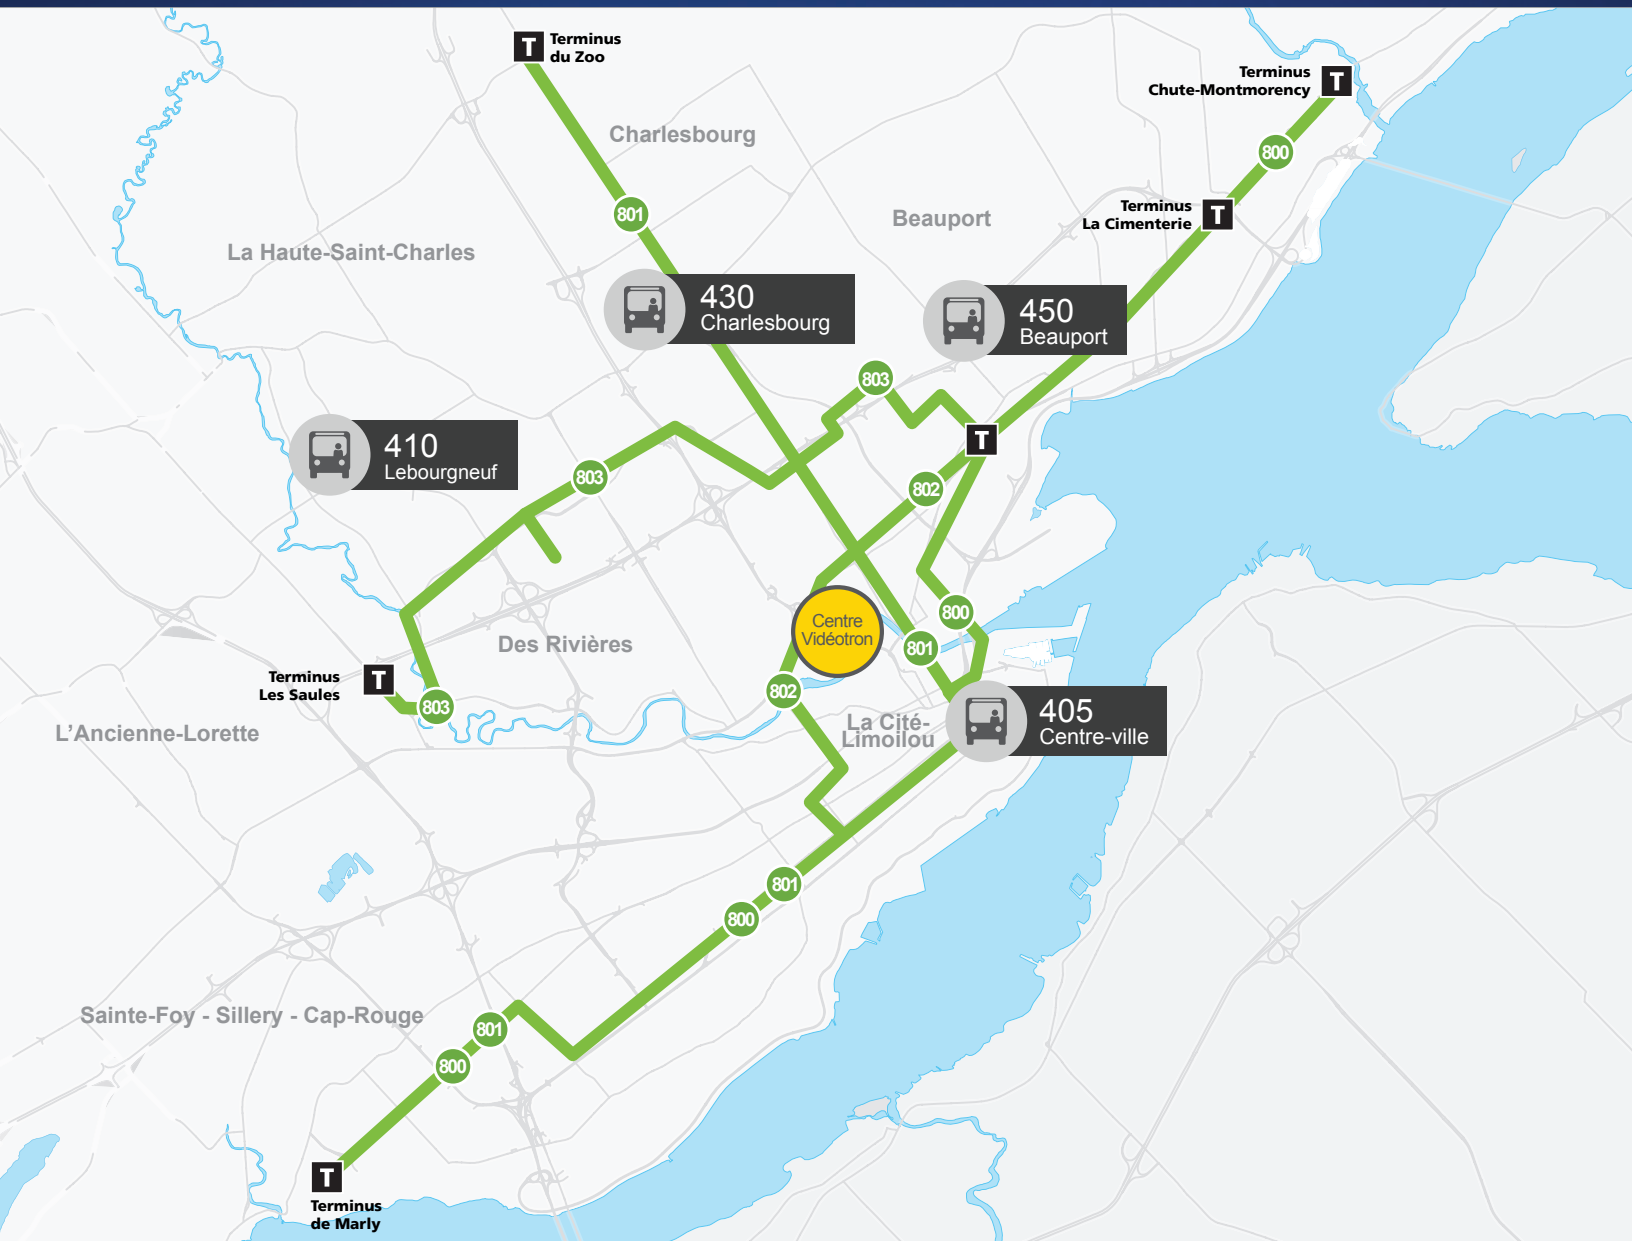 T
Terminus
du Zoo
Terminus
Chute-Montmorency
T
Charlesbourg
800
801
Terminus
La Cimenterie
T
Beauport
La Haute-Saint-Charles
430
Charlesbourg
450
Beauport
803
410
Lebourgneuf
T
803
802
Centre
Vidéotron
800
801
Des Rivières
Terminus
Les Saules
T
802
803
L'Ancienne-Lorette
La Cité-
Limoilou
405
Centre-ville
801
800
Sainte-Foy - Sillery - Cap-Rouge
801
800
T
Terminus
de Marly